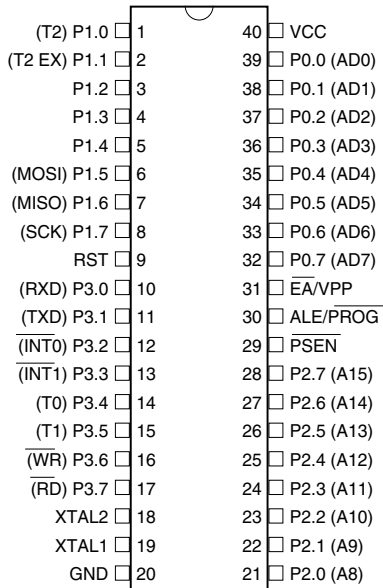 (T2) P1.0 1 40 VCC
(T2 EX) P1.1 2 39 P0.0 (AD0)
P1.2 3 38 P0.1 (AD1)
P1.3 4 37 P0.2 (AD2)
P1.4 5 36 P0.3 (AD3)
(MOSI) P1.5 6 35 P0.4 (AD4)
(MISO) P1.6 7 34 P0.5 (AD5)
(SCK) P1.7 8 33 P0.6 (AD6)
RST 9 32 P0.7 (AD7)
(RXD) P3.0 10 31 E̅A̅/VPP
(TXD) P3.1 11 30 ALE/P̅R̅O̅G̅
(I̅N̅T̅0̅) P3.2 12 29 P̅S̅E̅N̅
(I̅N̅T̅1̅) P3.3 13 28 P2.7 (A15)
(T0) P3.4 14 27 P2.6 (A14)
(T1) P3.5 15 26 P2.5 (A13)
(W̅R̅) P3.6 16 25 P2.4 (A12)
(R̅D̅) P3.7 17 24 P2.3 (A11)
XTAL2 18 23 P2.2 (A10)
XTAL1 19 22 P2.1 (A9)
GND 20 21 P2.0 (A8)